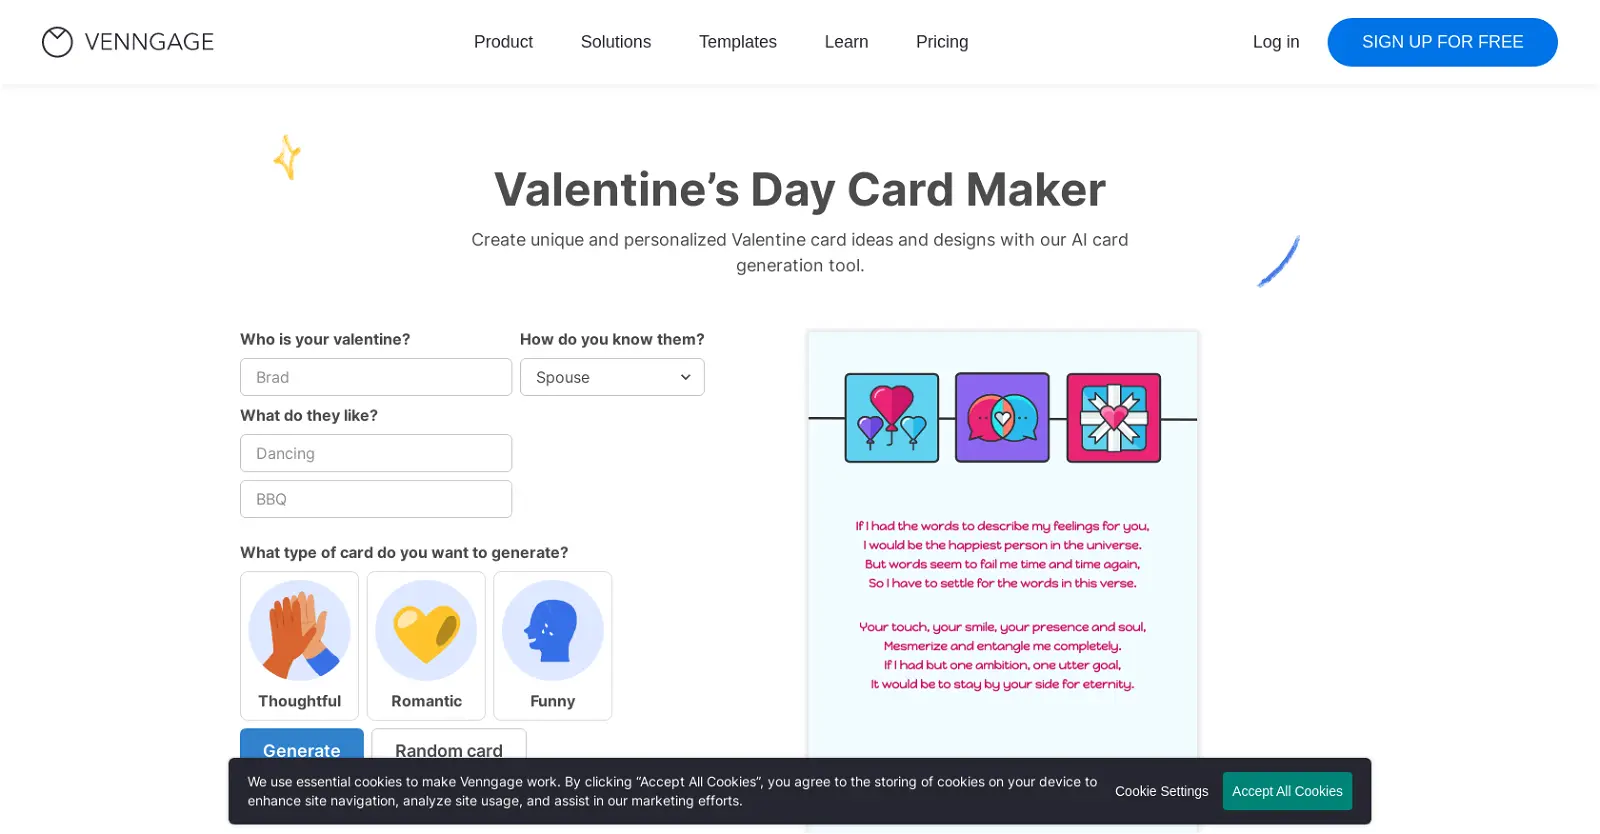 VENNGAGE
Product
Solutions
Templates
Learn
Pricing
Log in
SIGN UP FOR FREE
Valentine’s Day Card Maker
Create unique and personalized Valentine card ideas and designs with our AI card
generation tool.
Who is your valentine?
How do you know them?
Brad
Spouse
What do they like?
Dancing
BBQ
What type of card do you want to generate?
Thoughtful
Romantic
Funny
Generate
Random card
If I had the words to describe my feelings for you,
I would be the happiest person in the universe.
But words seem to fail me time and time again,
So I have to settle for the words in this verse.
Your touch, your smile, your presence and soul,
Mesmerize and entangle me completely.
If I had but one ambition, one utter goal,
It would be to stay by your side for eternity.
We use essential cookies to make Venngage work. By clicking “Accept All Cookies”, you agree to the storing of cookies on your device to
enhance site navigation, analyze site usage, and assist in our marketing efforts.
Cookie Settings
Accept All Cookies